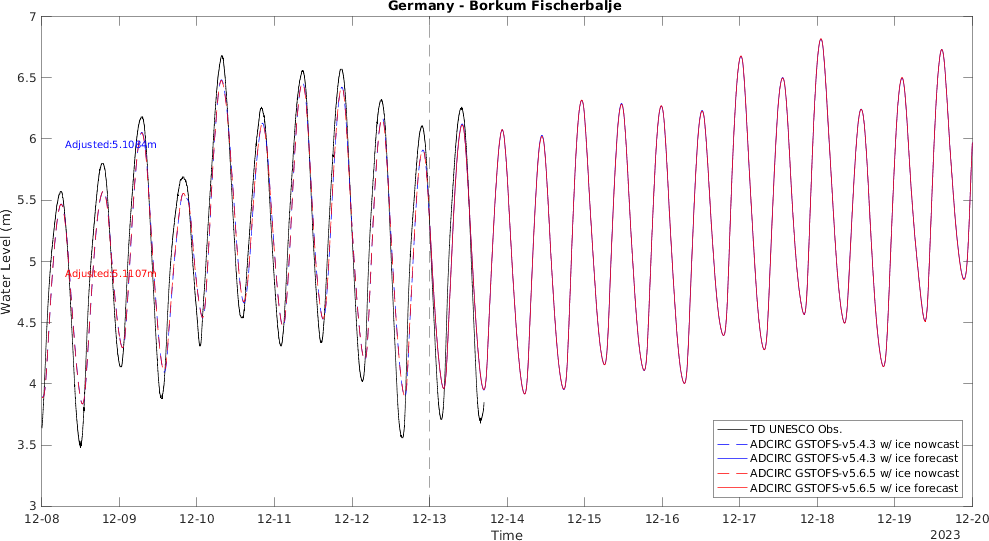 Germany - Borkum Fischerbalje
Water Level (m)
7
6.5
6
5.5
5
4.5
4
3.5
3
Adjusted:5.1084m
Adjusted:5.1107m
TD UNESCO Obs.
ADCIRC GSTOFS-v5.4.3 w/ ice nowcast
ADCIRC GSTOFS-v5.4.3 w/ ice forecast
ADCIRC GSTOFS-v5.6.5 w/ ice nowcast
ADCIRC GSTOFS-v5.6.5 w/ ice forecast
12-08 12-09 12-10 12-11 12-12 12-13 12-14 12-15 12-16 12-17 12-18 12-19 12-20
Time
2023